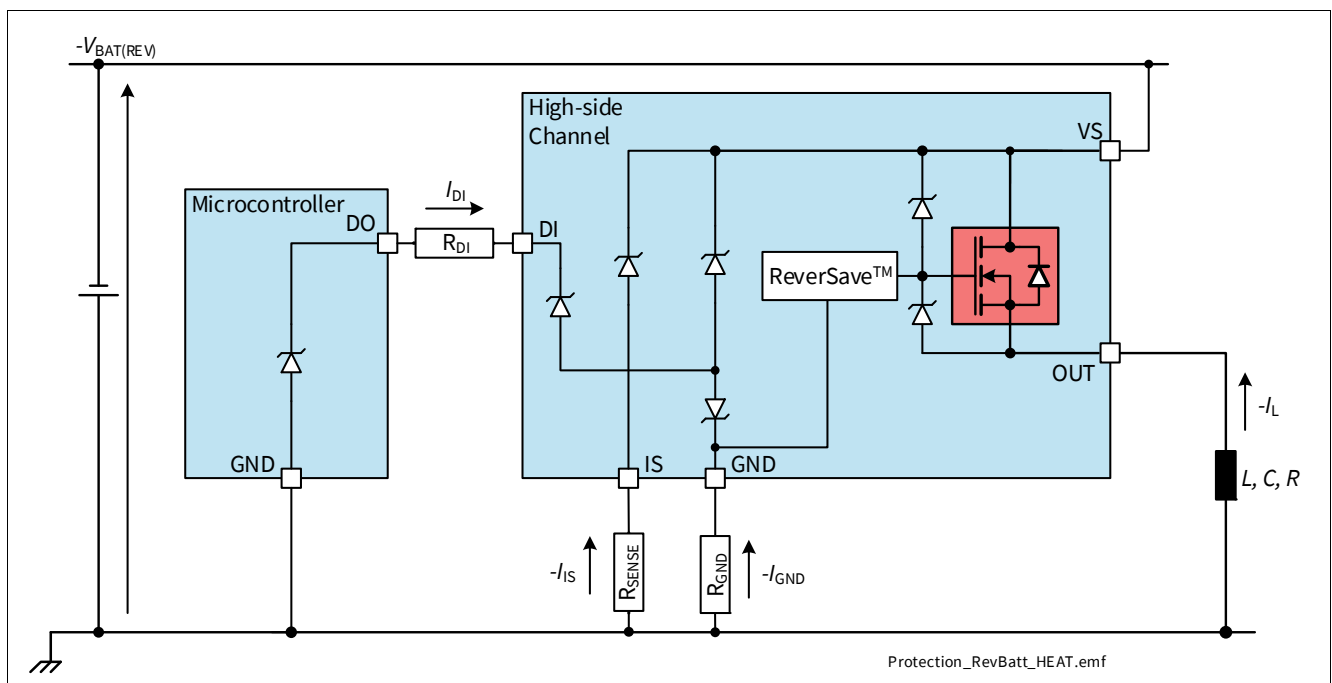 -VBAT(REV)
High-side
Channel
VS
Microcontroller
DO
IDI
RDI
DI
ReverSave™
OUT
-IL
GND
IS
GND
L, C, R
-IIS
RSENSE
RGND
-IGND
Protection_RevBatt_HEAT.emf